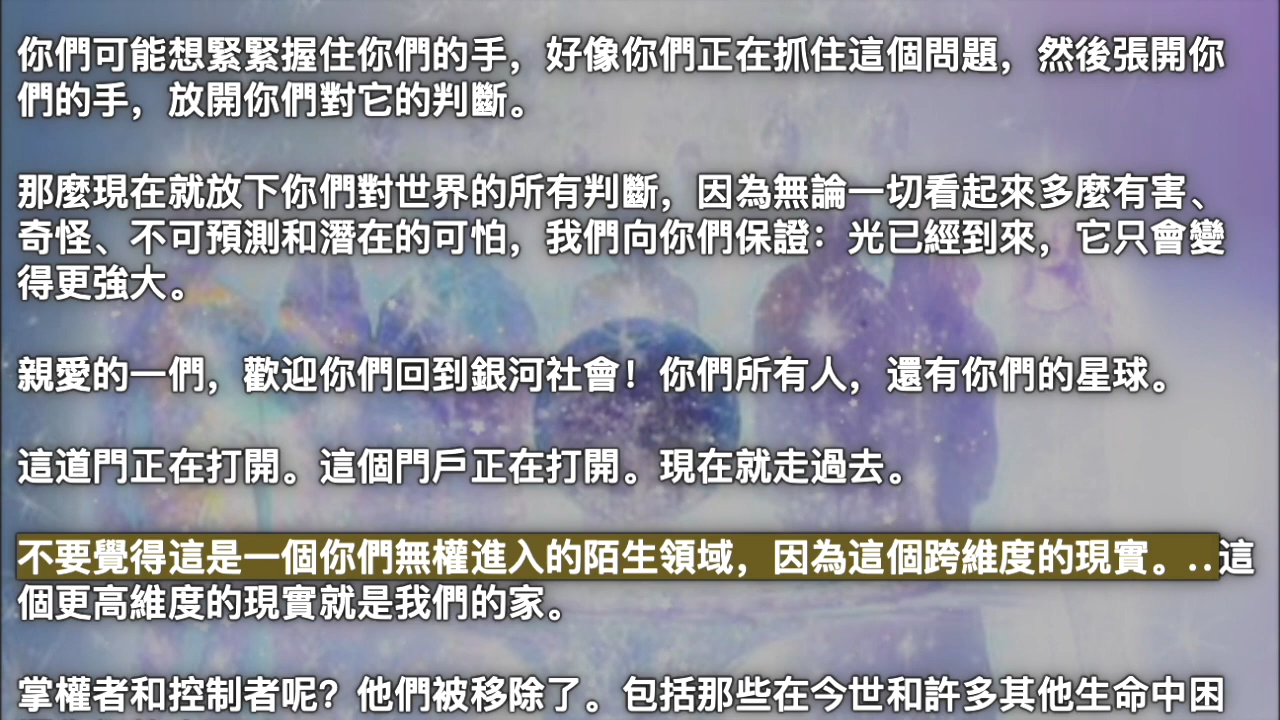 你們可能想緊緊握住你們的手，好像你們正在抓住這個問題，然後張開你
們的手，放開你們對它的判斷。
那麼現在就放下你們對世界的所有判斷，因為無論一切看起來多麼有害、
奇怪、不可預測和潛在的可怕，我們向你們保證：光已經到來，它只會變
得更強大。
親愛的一們，歡迎你們回到銀河社會！你們所有人，還有你們的星球。
這道門正在打開。這個門戶正在打開。現在就走過去。
不要覺得這是一個你們無權進入的陌生領域，因為這個跨維度的現實。..這
個更高維度的現實就是我們的家。
掌權者和控制者呢？他們被移除了。包括那些在今世和許多其他生命中困